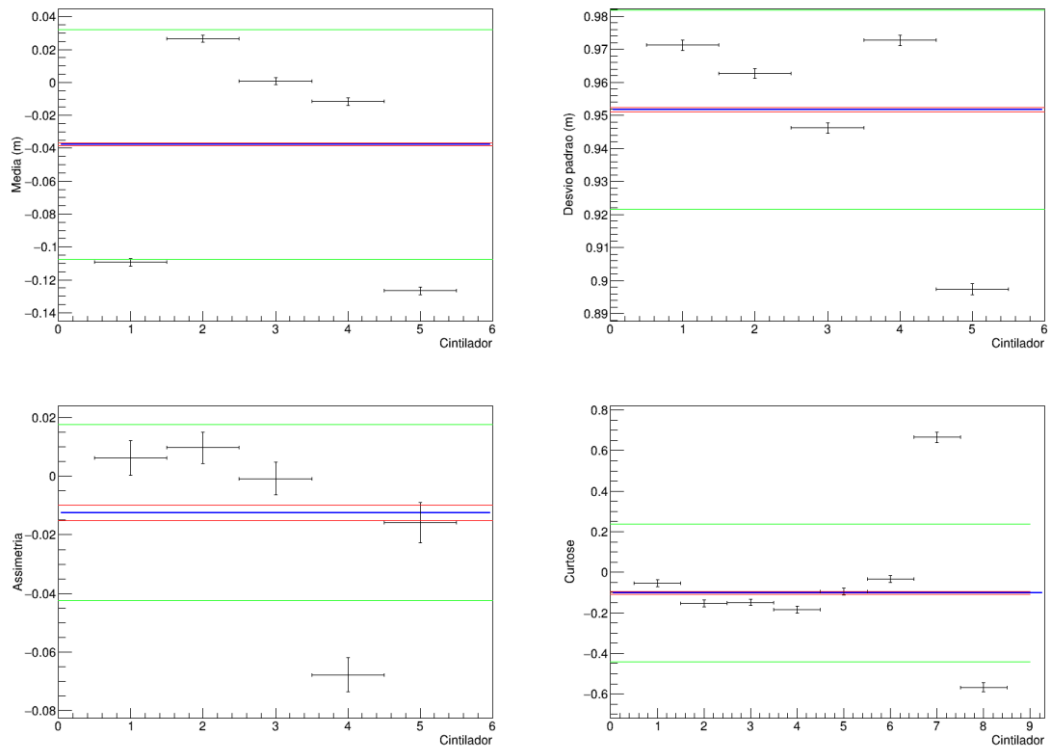 0.04
0.02
0
−0.02
−0.04
−0.06
−0.08
−0.1
−0.12
−0.14
Media (m)
0 1 2 3 4 5 6
Cintilador
0.98
0.97
0.96
0.95
0.94
0.93
0.92
0.91
0.9
0.89
Desvio padrao (m)
0 1 2 3 4 5 6
Cintilador
0.02
0
−0.02
−0.04
−0.06
−0.08
Assimetria
0 1 2 3 4 5 6
Cintilador
0.8
0.6
0.4
0.2
0
−0.2
−0.4
−0.6
Curtose
0 1 2 3 4 5 6 7 8 9
Cintilador